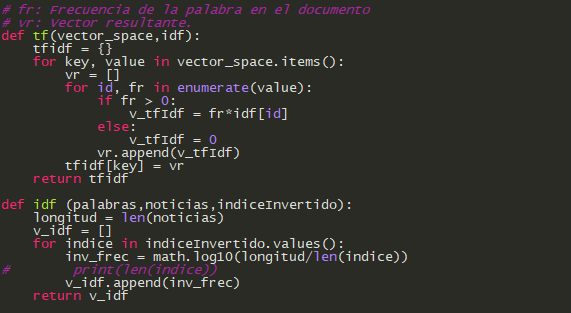 # fr: Frecuencia de la palabra en el documento
# vr: Vector resultante.
def tf(vector_space,idf):
    tfidf = {}
    for key, value in vector_space.items():
        vr = []
        for id, fr in enumerate(value):
            if fr > 0:
                v_tfIdf = fr*idf[id]
            else:
                v_tfIdf = 0
            vr.append(v_tfIdf)
        tfidf[key] = vr
    return tfidf

def idf (palabras,noticias,indiceInvertido):
    longitud = len(noticias)
    v_idf = []
    for indice in indiceInvertido.values():
        inv_frec = math.log10(longitud/len(indice))
#        print(len(indice))
        v_idf.append(inv_frec)
    return v_idf